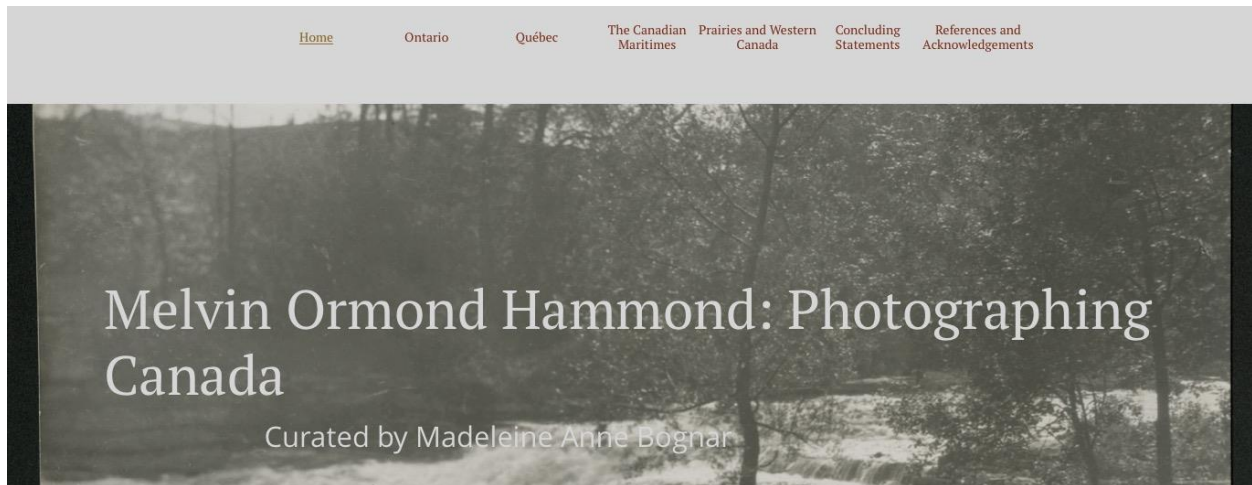 Home
Ontario
Québec
The Canadian
Maritimes
Prairies and Western
Canada
Concluding
Statements
References and
Acknowledgements
Melvin Ormond Hammond: Photographing
Canada
Curated by Madeleine Anne Bognar